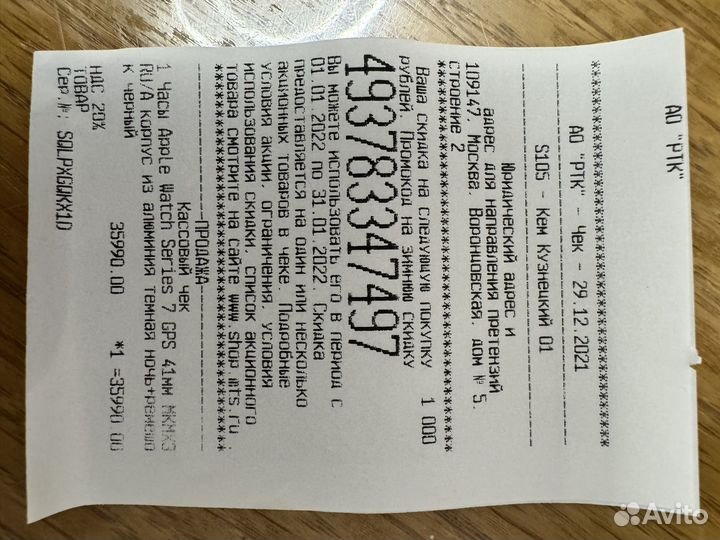 АО "РТК"
************************************
АО "РТК" - Чек - 29.12.2021
------------------------------------
S105 - Кем Кузнецкий 01
------------------------------------
Юридический адрес и
адрес для направления претензий
109147, Москва, Воронцовская, дом № 5,
строение 2
************************************
Ваша скидка на следующую покупку 1 000
рублей. Промокод на зимнюю скидку
493783347497
Вы можете использовать его в период с
01.01.2022 по 31.01.2022. Скидка
предоставляется на один или несколько
акционных товаров в чеке. Подробные
условия акции, ограничения, условия
использования скидки, список акционного
товара смотрите на сайте www.shop.mts.ru.
************************************
-------------ПРОДАЖА-------------
Кассовый чек
1 Часы Apple Watch Series 7 GPS 41мм MKMX3
RU/A корпус из алюминия темная ночь+ремешо
к черный
35990.00 *1 =35990.00
НДС 20%
ТОВАР
Сер.№: SQLPXGQKX1D
Avito